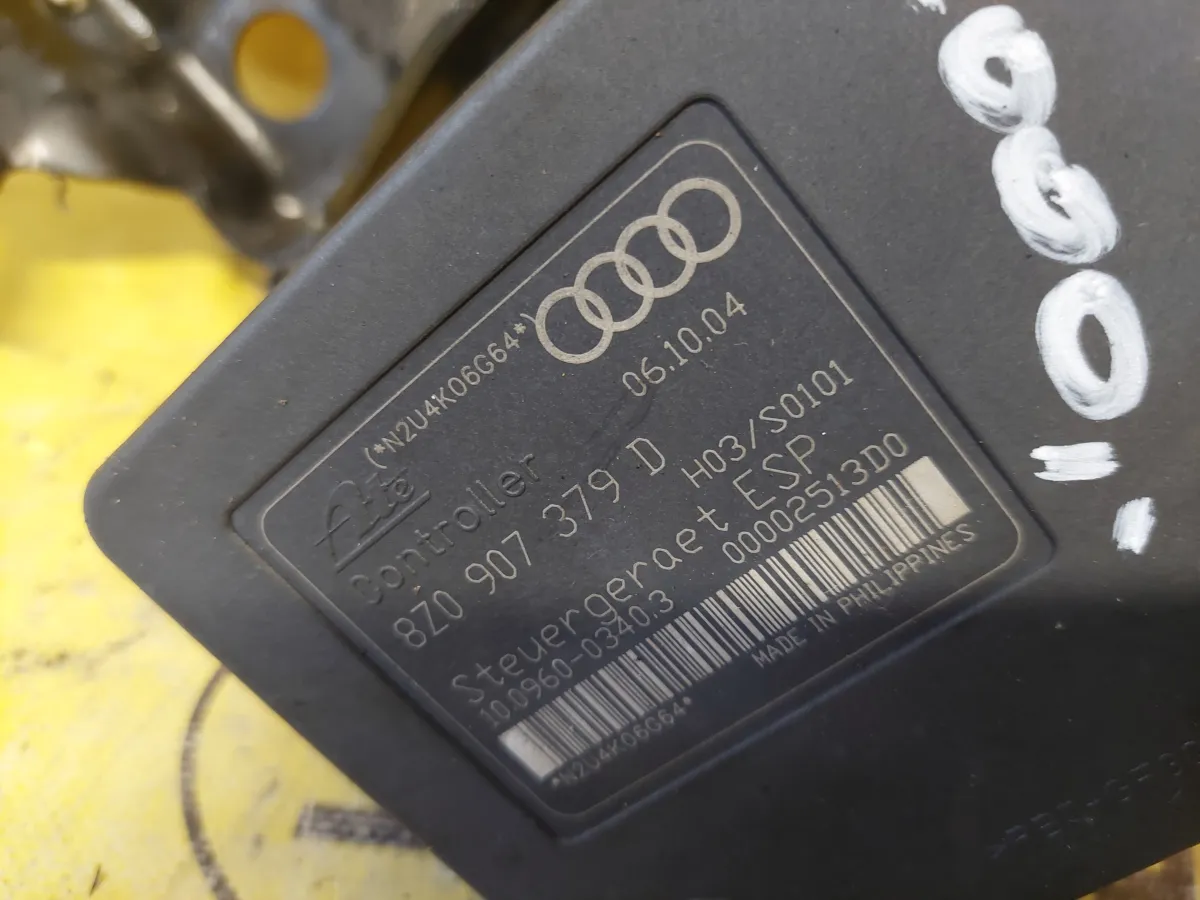 (*N2U4K06G64*)
06.10.04
Ate
Controller
8Z0 907 379 D
H03/S0101
Steuergeraet ESP
10.0960-0340.3
00002513D0
*N2U4K06G64*
MADE IN PHILIPPINES